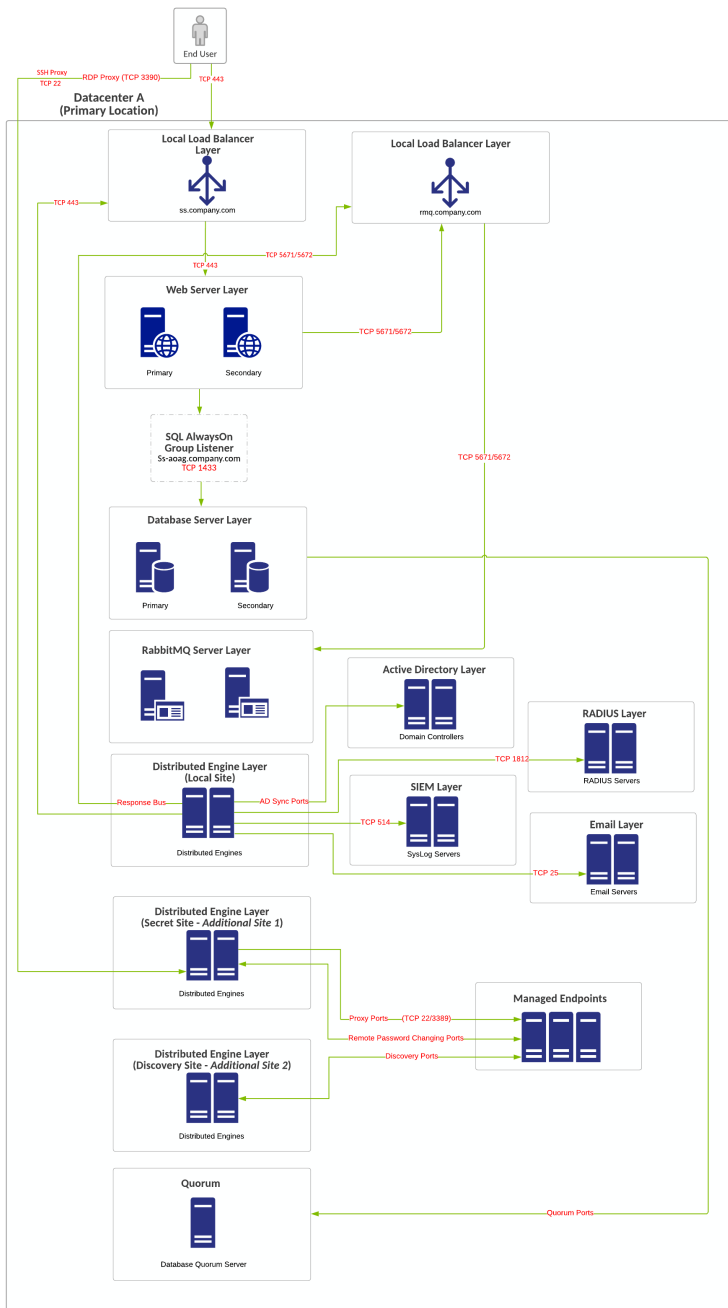 End User
SSH Proxy
TCP 22
RDP Proxy (TCP 3390)
TCP 443
Datacenter A
(Primary Location)
Local Load Balancer
Layer
ss.company.com
Local Load Balancer Layer
rmq.company.com
TCP 443
TCP 5671/5672
TCP 443
Web Server Layer
Primary
Secondary
TCP 5671/5672
SQL AlwaysOn
Group Listener
Ss-aoag.company.com
TCP 1433
TCP 5671/5672
Database Server Layer
Primary
Secondary
RabbitMQ Server Layer
Active Directory Layer
Domain Controllers
RADIUS Layer
RADIUS Servers
TCP 1812
Distributed Engine Layer
(Local Site)
Response Bus
AD Sync Ports
Distributed Engines
SIEM Layer
TCP 514
SysLog Servers
Email Layer
TCP 25
Email Servers
Distributed Engine Layer
(Secret Site - Additional Site 1)
Distributed Engines
Managed Endpoints
Proxy Ports
(TCP 22/3389)
Remote Password Changing Ports
Discovery Ports
Distributed Engine Layer
(Discovery Site - Additional Site 2)
Distributed Engines
Quorum
Database Quorum Server
Quorum Ports